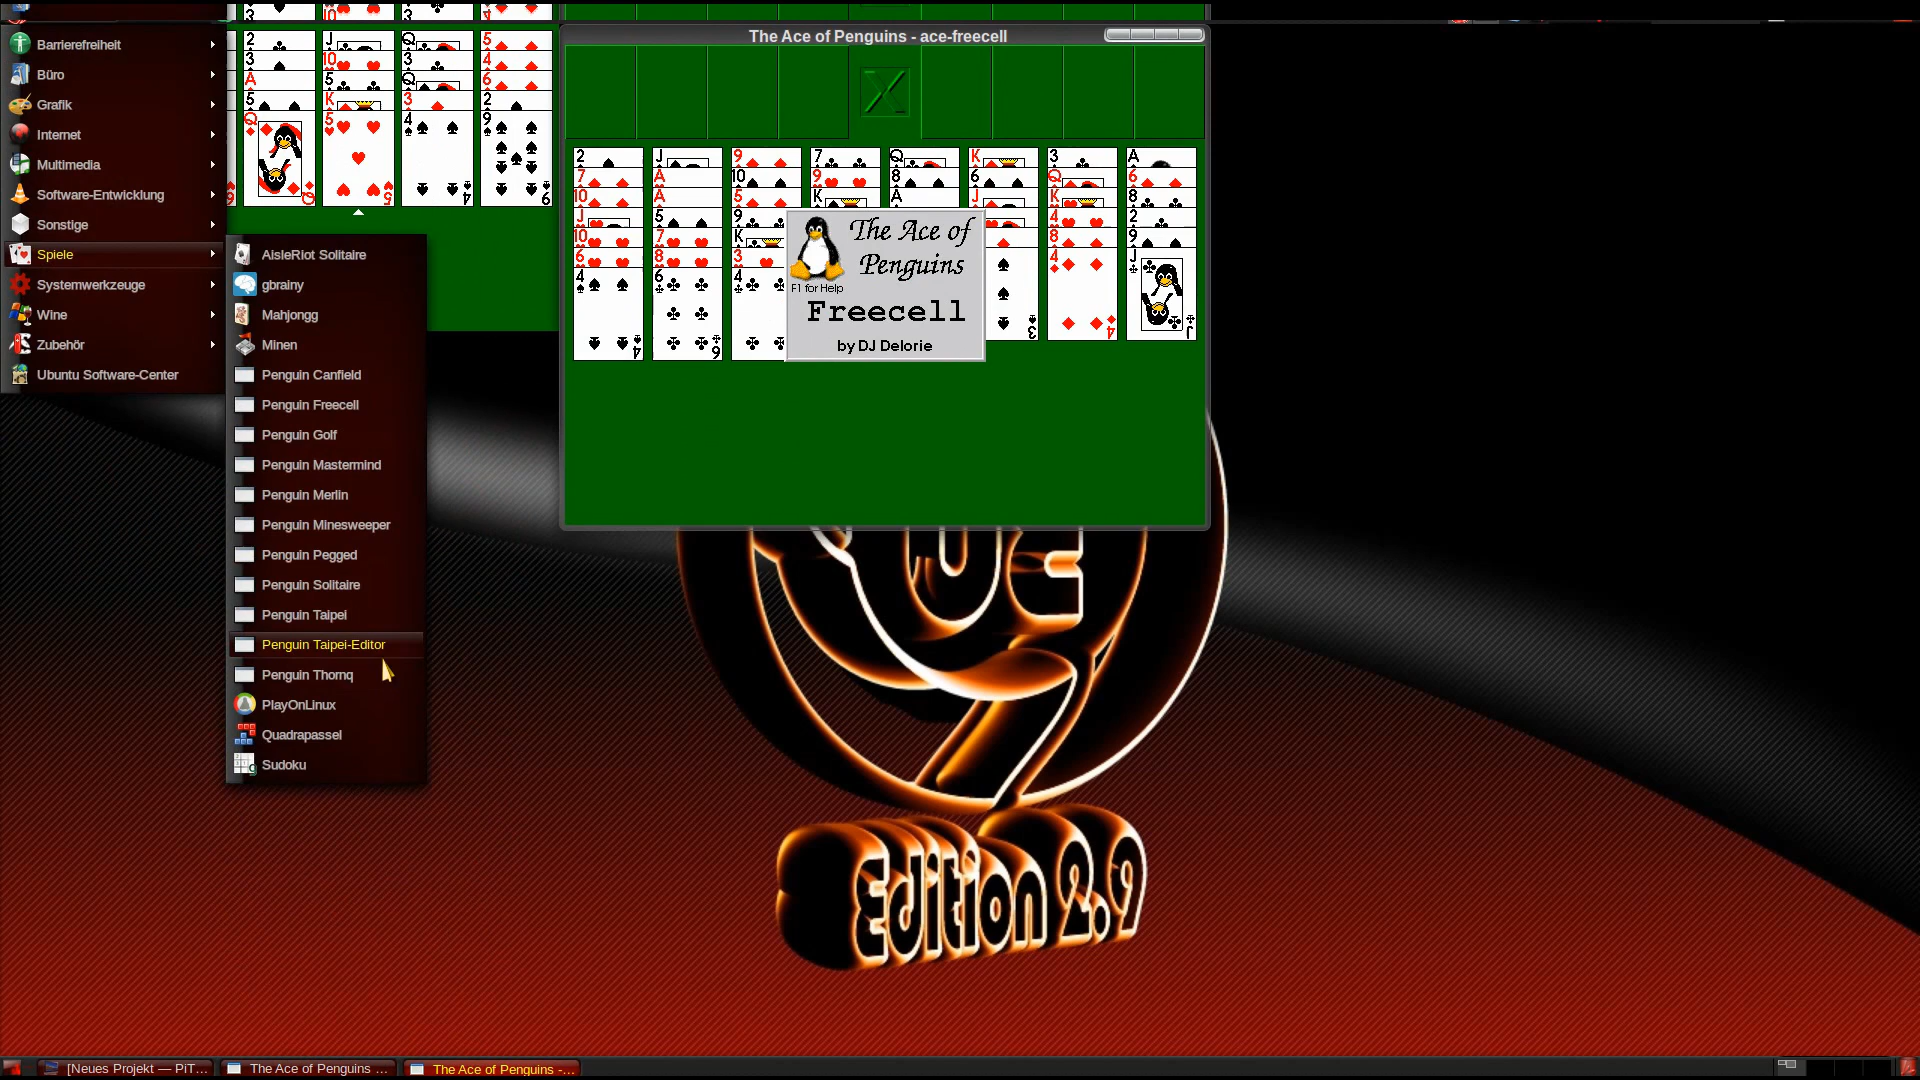 The Ace of Penguins - ace-freecell
Barrierefreiheit
Büro
Grafik
Internet
Multimedia
Software-Entwicklung
Sonstige
Spiele
Systemwerkzeuge
Wine
Zubehör
Ubuntu Software-Center
AisleRiot Solitaire
gbrainy
Mahjongg
Minen
Penguin Canfield
Penguin Freecell
Penguin Golf
Penguin Mastermind
Penguin Merlin
Penguin Minesweeper
Penguin Pegged
Penguin Solitaire
Penguin Taipei
Penguin Taipei-Editor
Penguin Thornq
PlayOnLinux
Quadrapassel
Sudoku
The Ace of
Penguins
F1 for Help
Freecell
by DJ Delorie
Edition 2.9
[Neues Projekt — PiT...
The Ace of Penguins ...
The Ace of Penguins -...